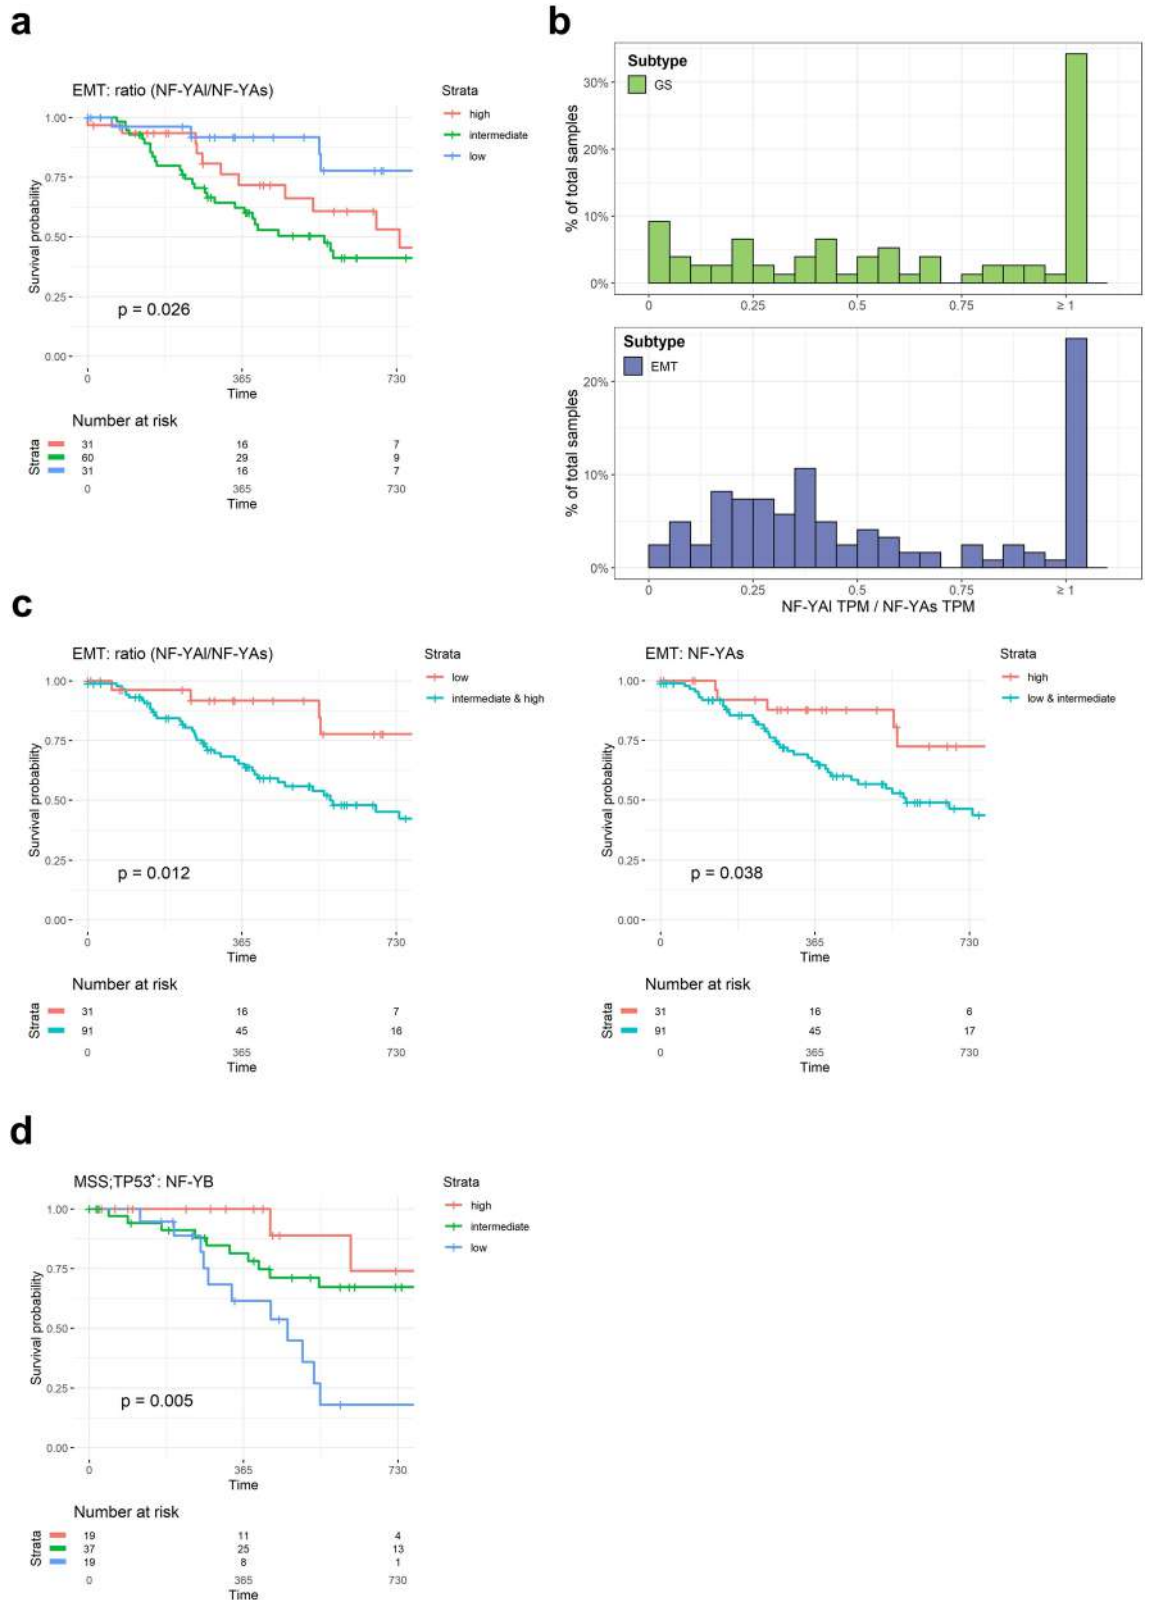 a
EMT: ratio (NF-YAl/NF-YAs)
Strata
high
intermediate
low
Survival probability
1.00
0.75
0.50
0.25
0.00
p = 0.026
0 365 730
Time
Number at risk
Strata
31 16 7
60 29 9
31 16 7
0 365 730
Time
b
Subtype
GS
% of total samples
30%
20%
10%
0%
0 0.25 0.5 0.75 ≥ 1
Subtype
EMT
% of total samples
20%
10%
0%
0 0.25 0.5 0.75 ≥ 1
NF-YAl TPM / NF-YAs TPM
c
EMT: ratio (NF-YAl/NF-YAs)
Strata
low
intermediate & high
Survival probability
1.00
0.75
0.50
0.25
0.00
p = 0.012
0 365 730
Time
Number at risk
Strata
31 16 7
91 45 16
0 365 730
Time
EMT: NF-YAs
Strata
high
low & intermediate
Survival probability
1.00
0.75
0.50
0.25
0.00
p = 0.038
0 365 730
Time
Number at risk
Strata
31 16 6
91 45 17
0 365 730
Time
d
MSS;TP53*: NF-YB
Strata
high
intermediate
low
Survival probability
1.00
0.75
0.50
0.25
0.00
p = 0.005
0 365 730
Time
Number at risk
Strata
19 11 4
37 25 13
19 8 1
0 365 730
Time